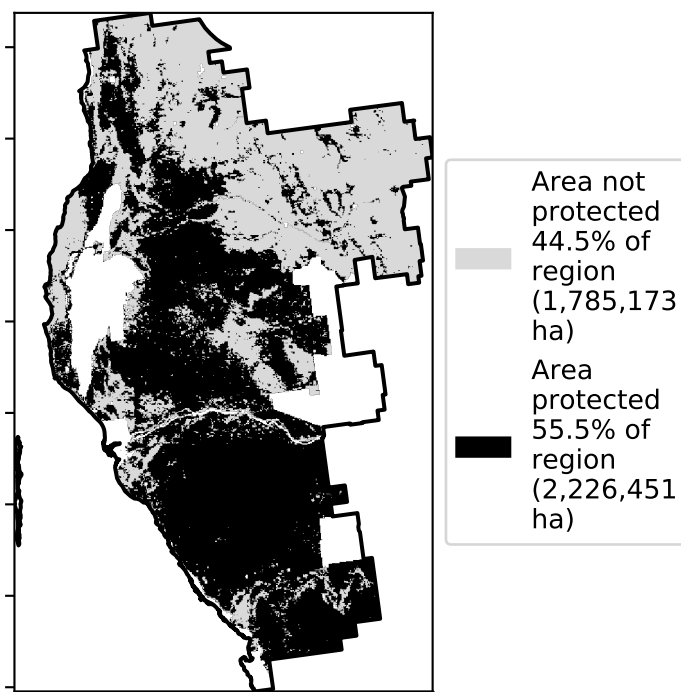 Area not
protected
44.5% of
region
(1,785,173
ha)
Area
protected
55.5% of
region
(2,226,451
ha)